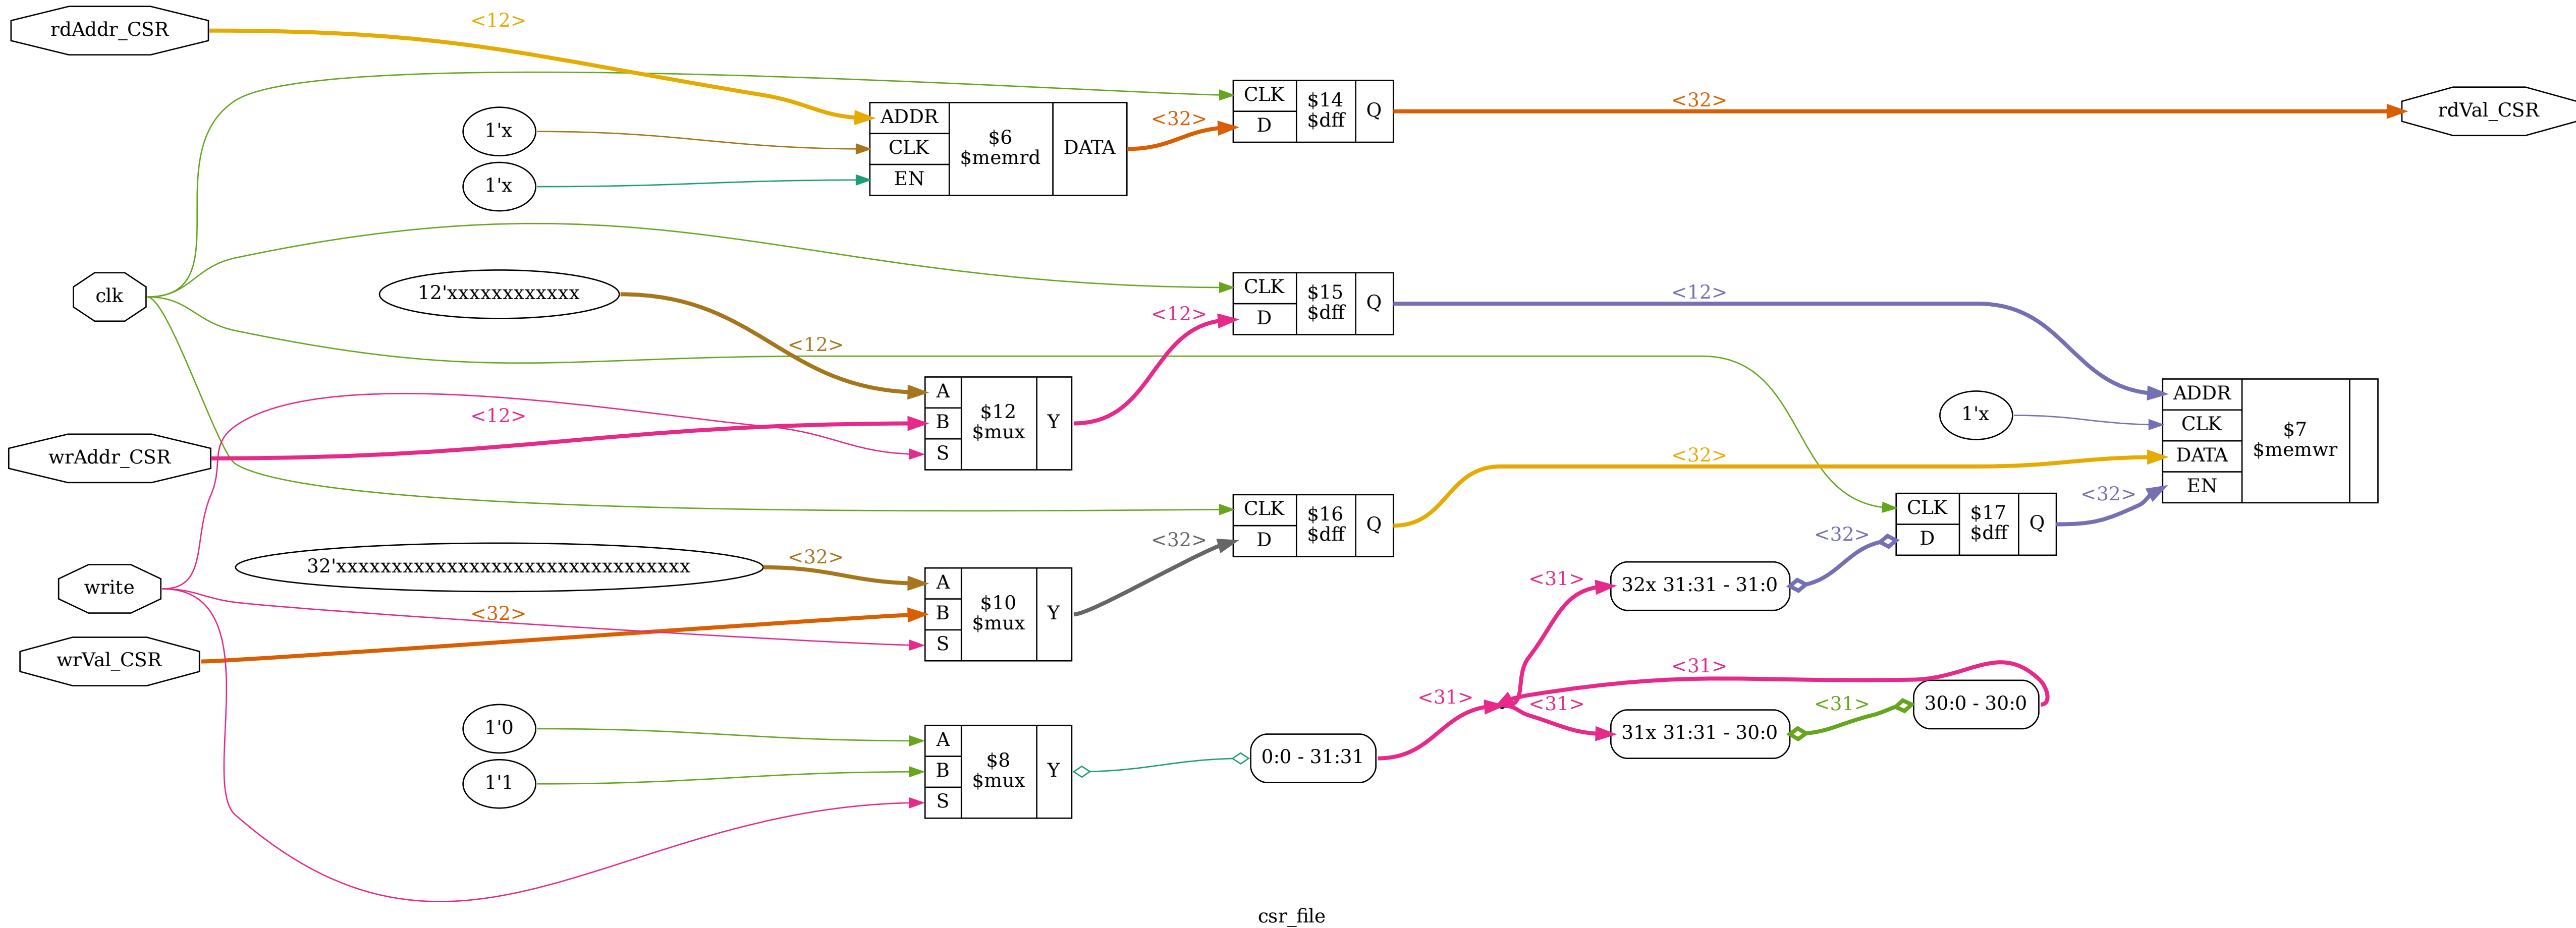 rdAddr_CSR
<12>
1'x
1'x
ADDR
CLK
EN
$6
$memrd
DATA
<32>
CLK
D
$14
$dff
Q
<32>
rdVal_CSR
clk
12'xxxxxxxxxxxx
<12>
wrAddr_CSR
<12>
A
B
S
$12
$mux
Y
<12>
CLK
D
$15
$dff
Q
<12>
write
32'xxxxxxxxxxxxxxxxxxxxxxxxxxxxxxxx
<32>
wrVal_CSR
<32>
A
B
S
$10
$mux
Y
<32>
CLK
D
$16
$dff
Q
<32>
1'x
ADDR
CLK
DATA
EN
$7
$memwr
CLK
D
$17
$dff
Q
<32>
<32>
<31>
32x 31:31 - 31:0
1'0
1'1
A
B
S
$8
$mux
Y
0:0 - 31:31
<31>
<31>
<31>
31x 31:31 - 30:0
<31>
30:0 - 30:0
csr_file